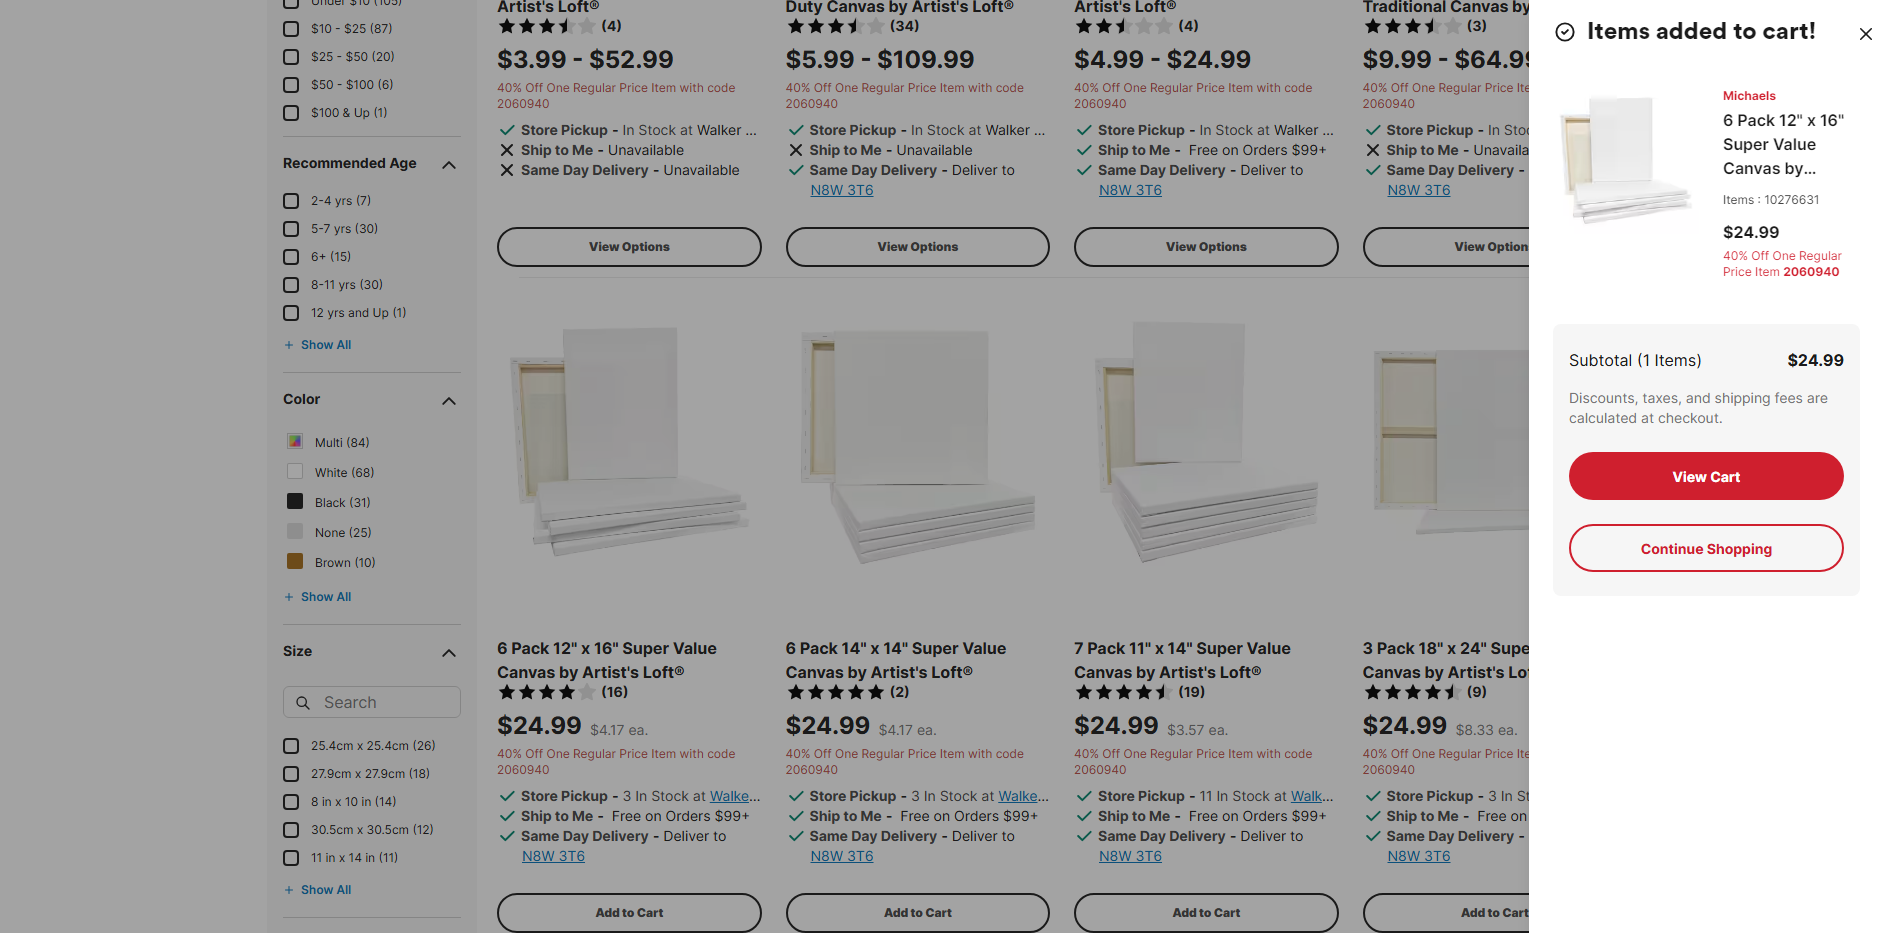 Under $10 (105)
$10 - $25 (87)
$25 - $50 (20)
$50 - $100 (6)
$100 & Up (1)
Recommended Age
2-4 yrs (7)
5-7 yrs (30)
6+ (15)
8-11 yrs (30)
12 yrs and Up (1)
+ Show All
Color
Multi (84)
White (68)
Black (31)
None (25)
Brown (10)
+ Show All
Size
Search
25.4cm x 25.4cm (26)
27.9cm x 27.9cm (18)
8 in x 10 in (14)
30.5cm x 30.5cm (12)
11 in x 14 in (11)
+ Show All
Artist's Loft®
(4)
$3.99 - $52.99
40% Off One Regular Price Item with code
2060940
Store Pickup - In Stock at Walker ...
Ship to Me - Unavailable
Same Day Delivery - Unavailable
View Options
Duty Canvas by Artist's Loft®
(34)
$5.99 - $109.99
40% Off One Regular Price Item with code
2060940
Store Pickup - In Stock at Walker ...
Ship to Me - Unavailable
Same Day Delivery - Deliver to
N8W 3T6
View Options
Artist's Loft®
(4)
$4.99 - $24.99
40% Off One Regular Price Item with code
2060940
Store Pickup - In Stock at Walker ...
Ship to Me - Free on Orders $99+
Same Day Delivery - Deliver to
N8W 3T6
View Options
Traditional Canvas by
(3)
$9.99 - $64.99
40% Off One Regular Price Ite
2060940
Store Pickup - In Stoc
Ship to Me - Unavaila
Same Day Delivery -
N8W 3T6
View Option
6 Pack 12" x 16" Super Value
Canvas by Artist's Loft®
(16)
$24.99 $4.17 ea.
40% Off One Regular Price Item with code
2060940
Store Pickup - 3 In Stock at Walke...
Ship to Me - Free on Orders $99+
Same Day Delivery - Deliver to
N8W 3T6
Add to Cart
6 Pack 14" x 14" Super Value
Canvas by Artist's Loft®
(2)
$24.99 $4.17 ea.
40% Off One Regular Price Item with code
2060940
Store Pickup - 3 In Stock at Walke...
Ship to Me - Free on Orders $99+
Same Day Delivery - Deliver to
N8W 3T6
Add to Cart
7 Pack 11" x 14" Super Value
Canvas by Artist's Loft®
(19)
$24.99 $3.57 ea.
40% Off One Regular Price Item with code
2060940
Store Pickup - 11 In Stock at Walk...
Ship to Me - Free on Orders $99+
Same Day Delivery - Deliver to
N8W 3T6
Add to Cart
3 Pack 18" x 24" Supe
Canvas by Artist's Lof
(9)
$24.99 $8.33 ea.
40% Off One Regular Price Ite
2060940
Store Pickup - 3 In St
Ship to Me - Free on
Same Day Delivery -
N8W 3T6
Add to Cart
Items added to cart!
Michaels
6 Pack 12" x 16"
Super Value
Canvas by...
Items : 10276631
$24.99
40% Off One Regular
Price Item 2060940
Subtotal (1 Items) $24.99
Discounts, taxes, and shipping fees are
calculated at checkout.
View Cart
Continue Shopping